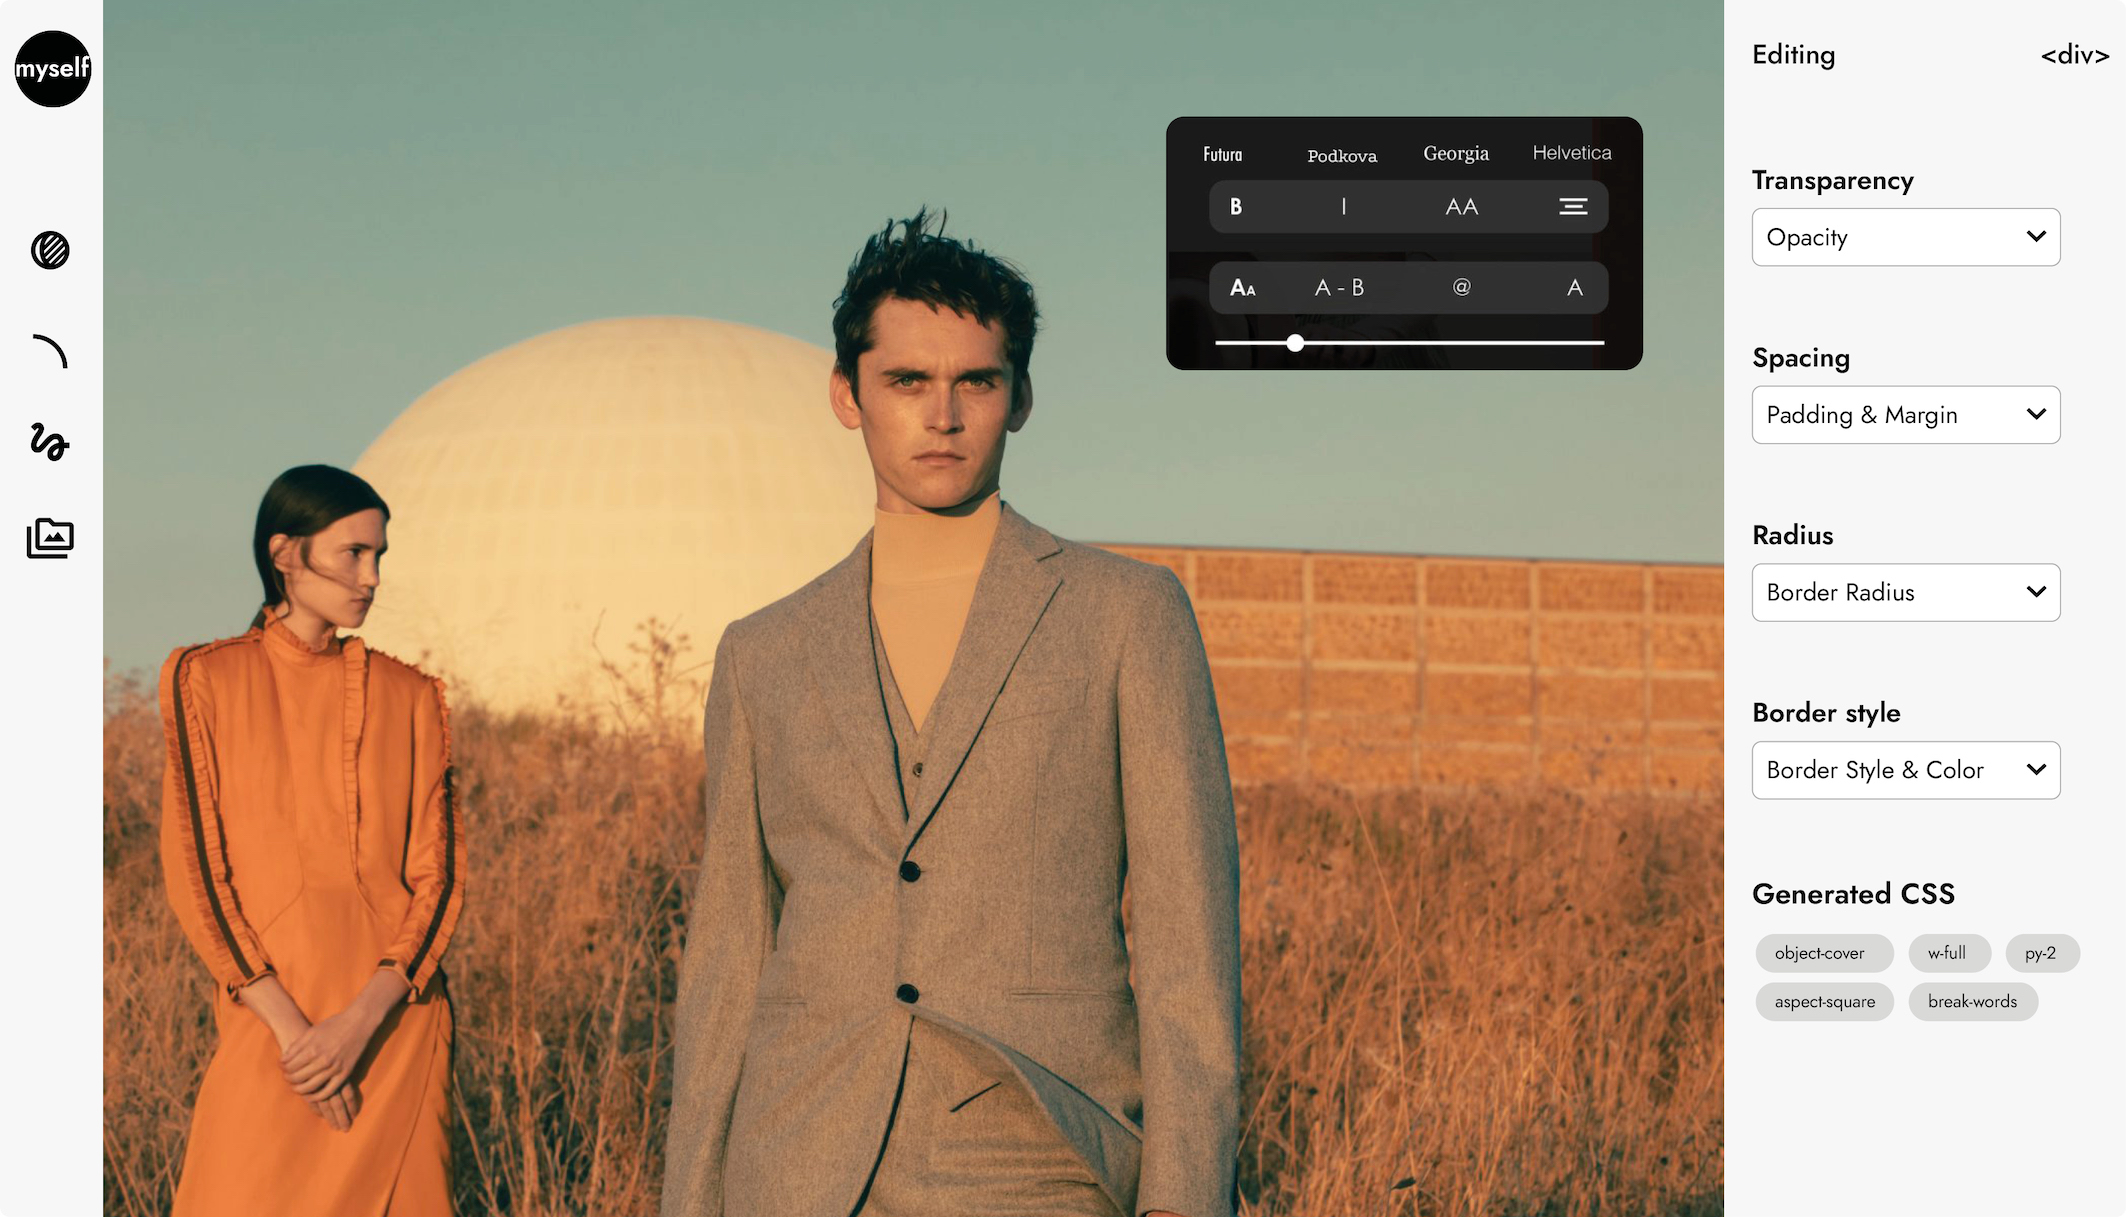 myself
Futura Podkova Georgia Helvetica
B I AA
AA A - B @ A
Editing <div>
Transparency
Opacity
Spacing
Padding & Margin
Radius
Border Radius
Border style
Border Style & Color
Generated CSS
object-cover w-full py-2
aspect-square break-words